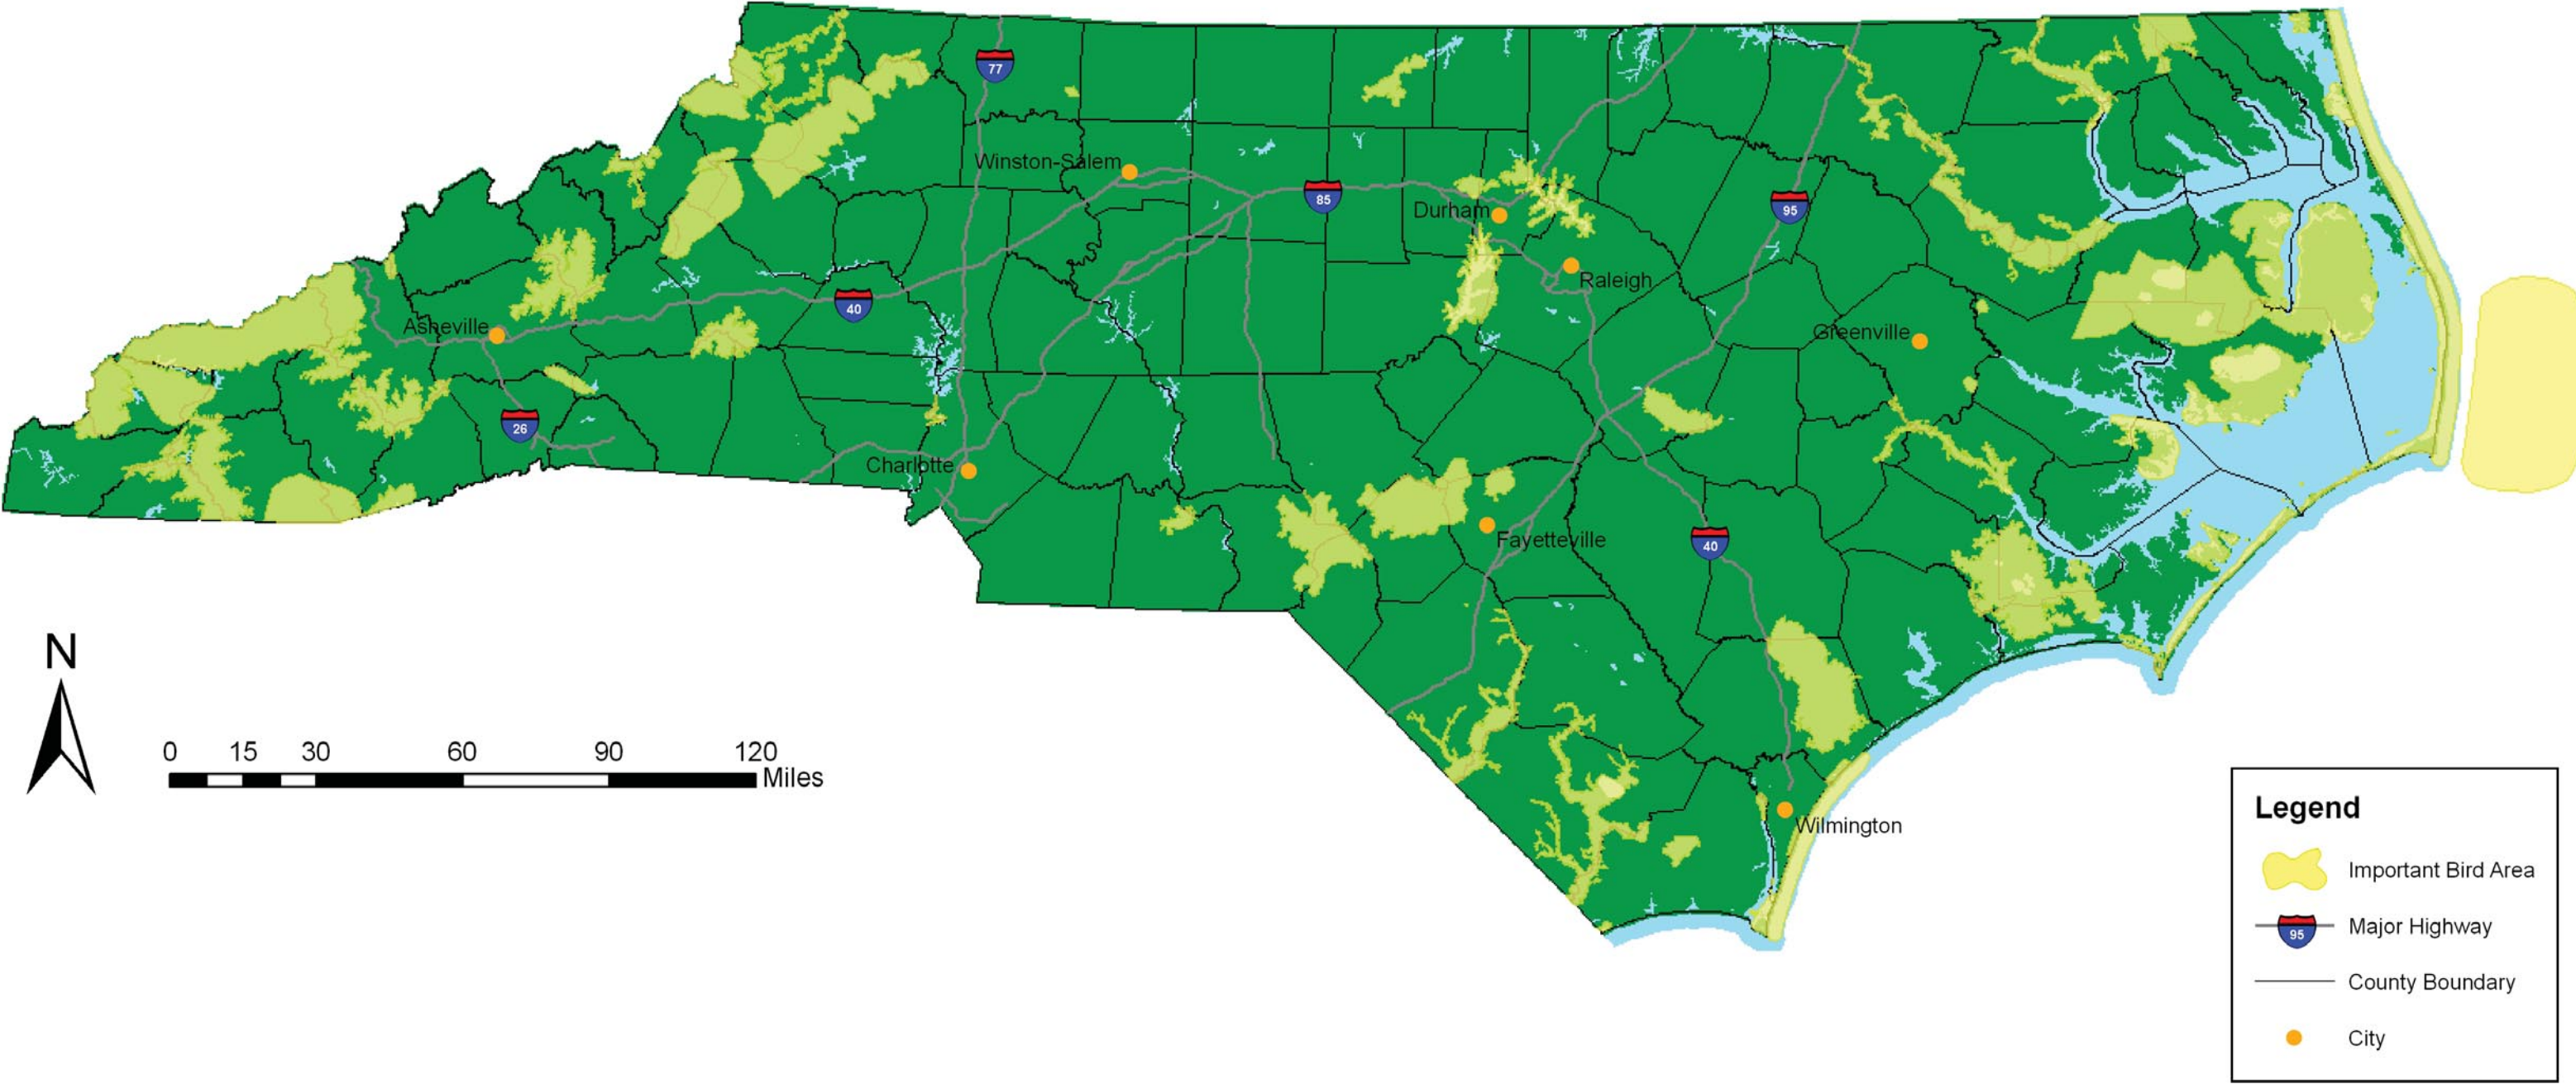 77
Winston-Salem
85
95
Durham
Raleigh
40
Asheville
Greenville
26
Charlotte
Fayetteville
40
N
0 15 30 60 90 120
Miles
Wilmington
Legend
Important Bird Area
95 Major Highway
County Boundary
City